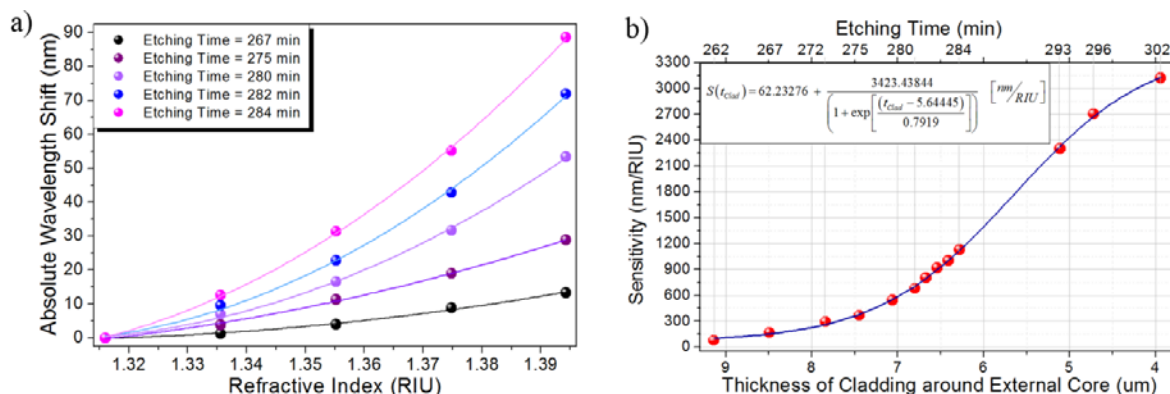 a)
90
80
70
60
50
40
30
20
10
0
Absolute Wavelength Shift (nm)
Etching Time = 267 min
Etching Time = 275 min
Etching Time = 280 min
Etching Time = 282 min
Etching Time = 284 min
1.32 1.33 1.34 1.35 1.36 1.37 1.38 1.39
Refractive Index (RIU)
b)
Etching Time (min)
262 267 272 275 280 284 293 296 302
3300
3000
2700
2400
2100
1800
1500
1200
900
600
300
0
Sensitivity (nm/RIU)
S(t_Clad) = 62.23276 + 3423.43844 / (1 + exp[(t_Clad − 5.64445) / 0.7919]) [nm/RIU]
9 8 7 6 5 4
Thickness of Cladding around External Core (um)